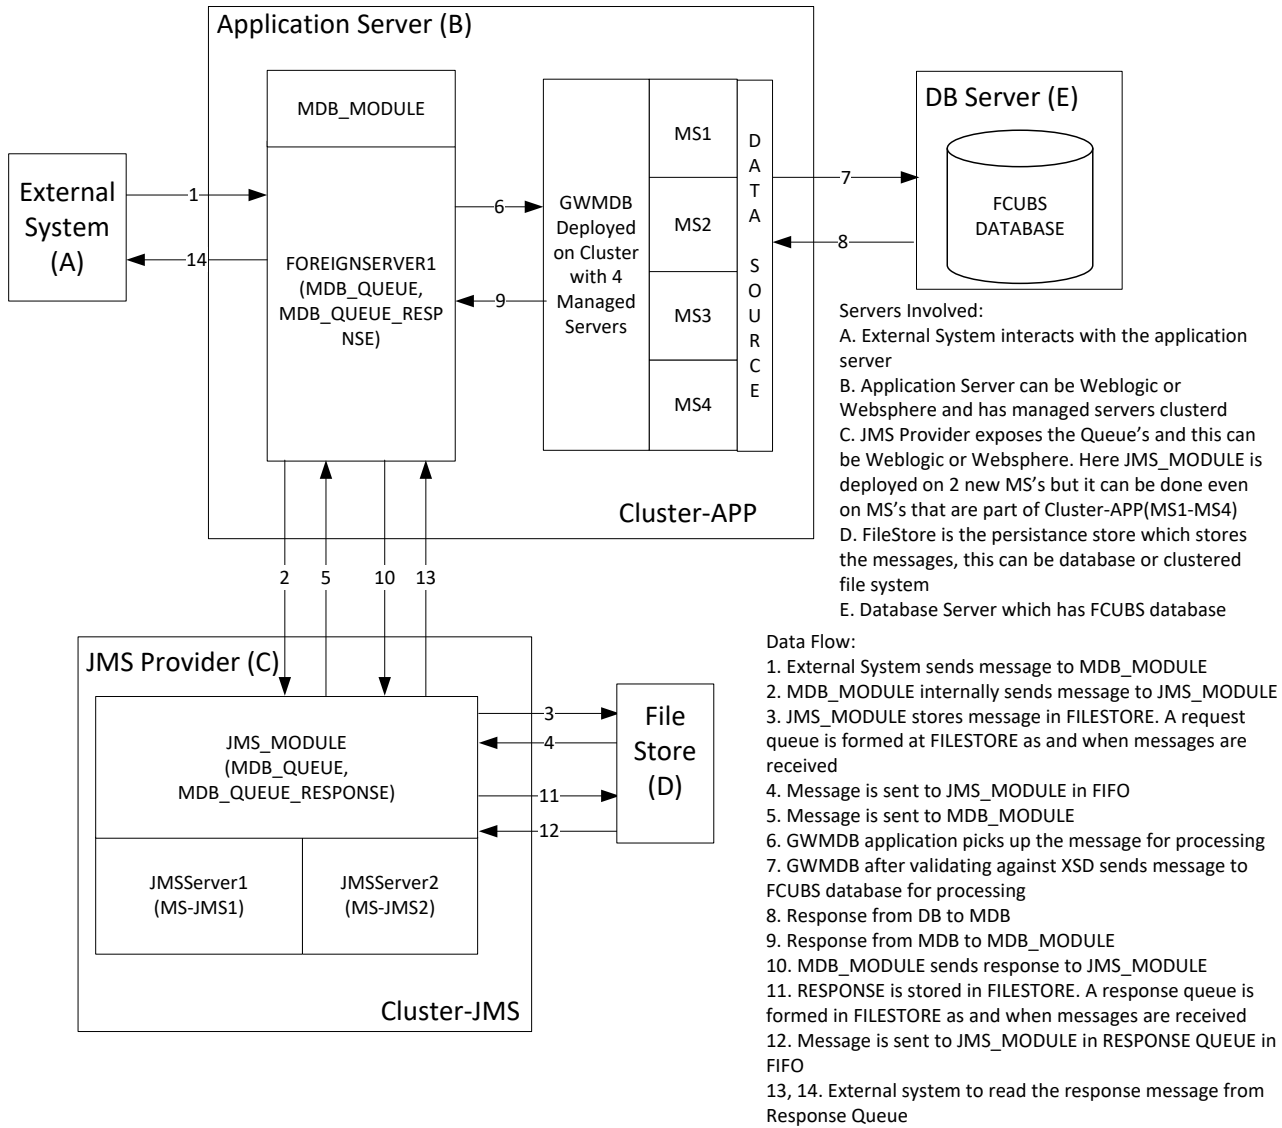 Application Server (B)
MDB_MODULE
FOREIGNSERVER1
(MDB_QUEUE,
MDB_QUEUE_RESP
NSE)
GWMDB
Deployed
on Cluster
with 4
Managed
Servers
MS1
MS2
MS3
MS4
D
A
T
A
S
O
U
R
C
E
Cluster-APP
External
System
(A)
1
14
6
9
7
8
DB Server (E)
FCUBS
DATABASE
Servers Involved:
A. External System interacts with the application
server
B. Application Server can be Weblogic or
Websphere and has managed servers clusterd
C. JMS Provider exposes the Queue’s and this can
be Weblogic or Websphere. Here JMS_MODULE is
deployed on 2 new MS’s but it can be done even
on MS’s that are part of Cluster-APP(MS1-MS4)
D. FileStore is the persistance store which stores
the messages, this can be database or clustered
file system
E. Database Server which has FCUBS database
2
5
10
13
JMS Provider (C)
JMS_MODULE
(MDB_QUEUE,
MDB_QUEUE_RESPONSE)
JMSServer1
(MS-JMS1)
JMSServer2
(MS-JMS2)
Cluster-JMS
3
4
11
12
File
Store
(D)
Data Flow:
1. External System sends message to MDB_MODULE
2. MDB_MODULE internally sends message to JMS_MODULE
3. JMS_MODULE stores message in FILESTORE. A request
queue is formed at FILESTORE as and when messages are
received
4. Message is sent to JMS_MODULE in FIFO
5. Message is sent to MDB_MODULE
6. GWMDB application picks up the message for processing
7. GWMDB after validating against XSD sends message to
FCUBS database for processing
8. Response from DB to MDB
9. Response from MDB to MDB_MODULE
10. MDB_MODULE sends response to JMS_MODULE
11. RESPONSE is stored in FILESTORE. A response queue is
formed in FILESTORE as and when messages are received
12. Message is sent to JMS_MODULE in RESPONSE QUEUE in
FIFO
13, 14. External system to read the response message from
Response Queue